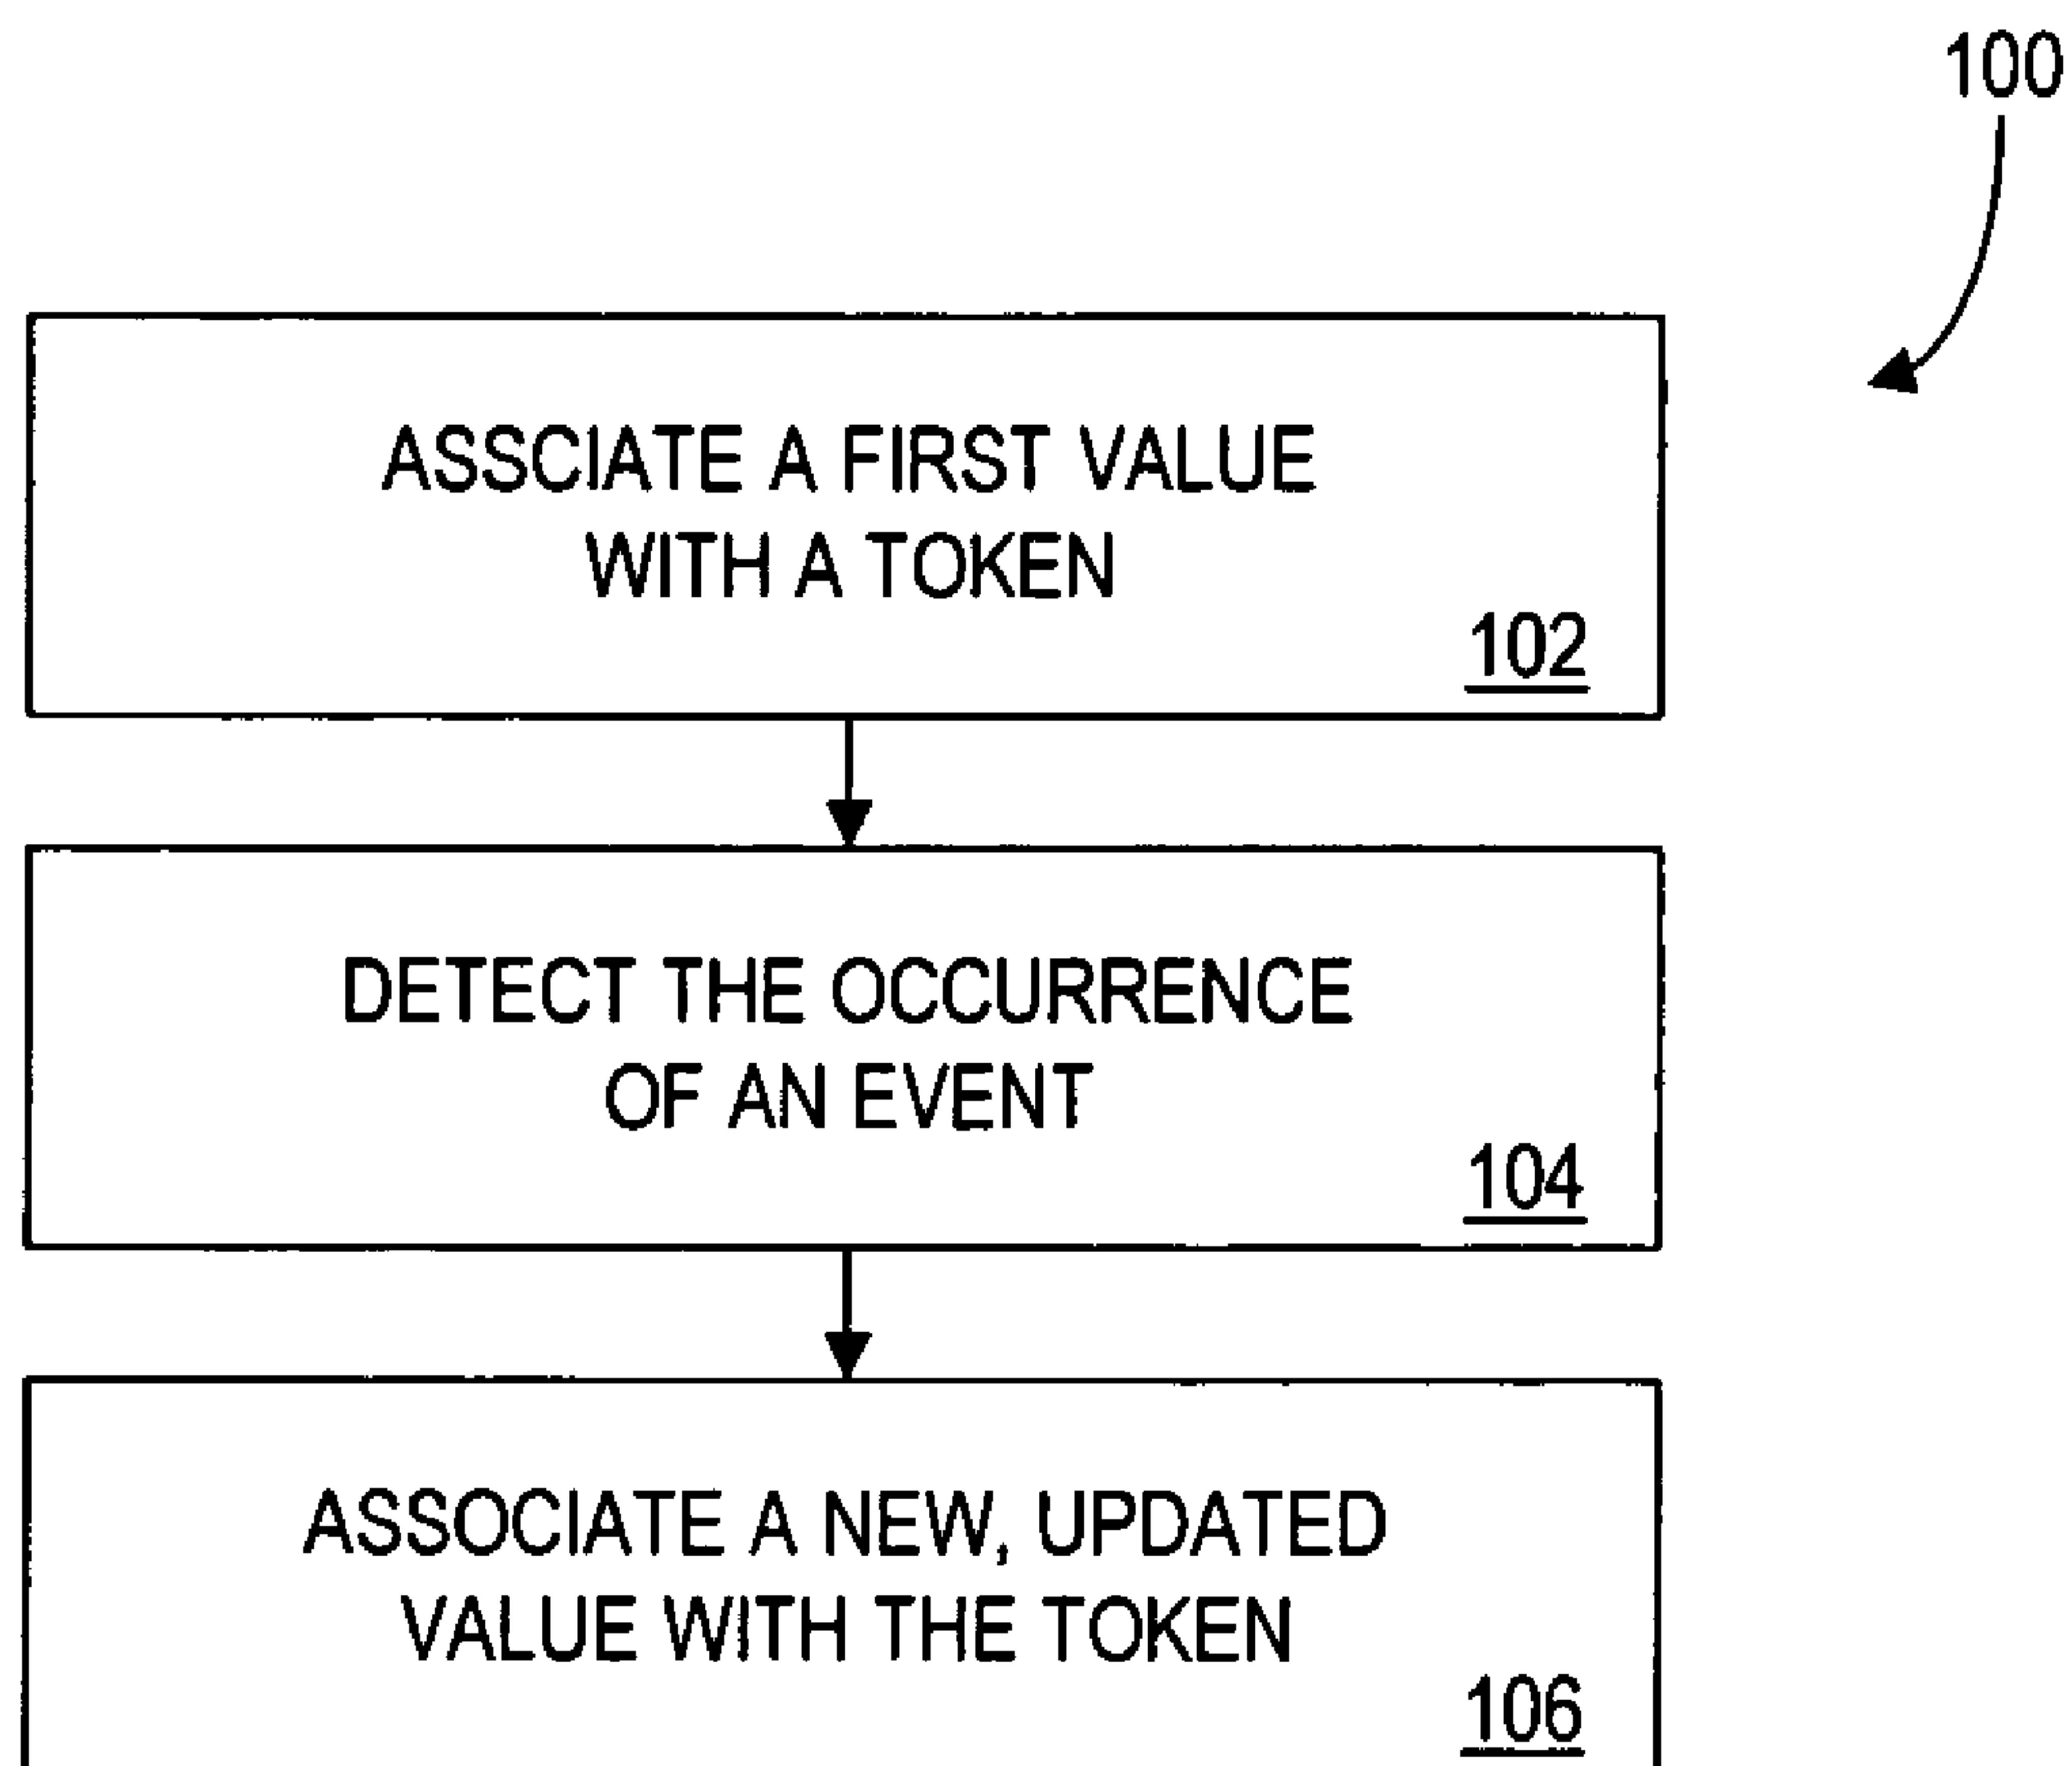 100
ASSCIATE A FIRST VALUE
WITH A TOKEN
102
DETECT THE OCCURRENCE
OF AN EVENT
104
ASSOCIATE A NEW, UPDATED
VALUE WITH THE TOKEN
106